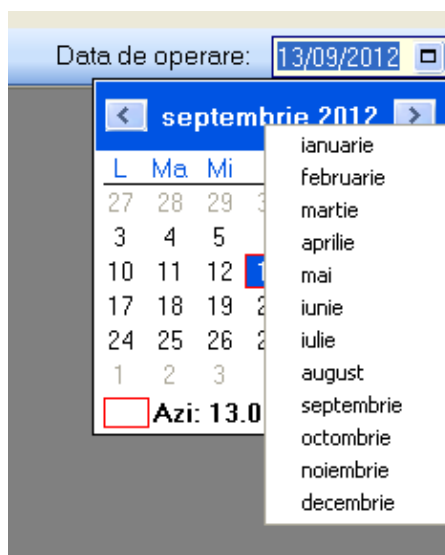 Data de operare: 13/09/2012
septembrie 2012
L Ma Mi
27 28 29
3 4 5
10 11 12
17 18 19
24 25 26
1 2 3
Azi: 13.0
ianuarie
februarie
martie
aprilie
mai
iunie
iulie
august
septembrie
octombrie
noiembrie
decembrie